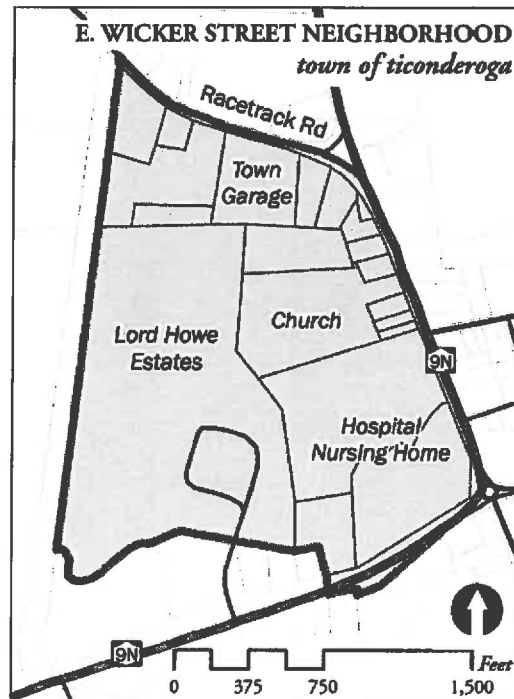 E. WICKER STREET NEIGHBORHOOD
town of ticonderoga
Racetrack Rd
Town
Garage
Church
Lord Howe
Estates
9N
Hospital
Nursing Home
9N
Feet
0 375 750 1,500